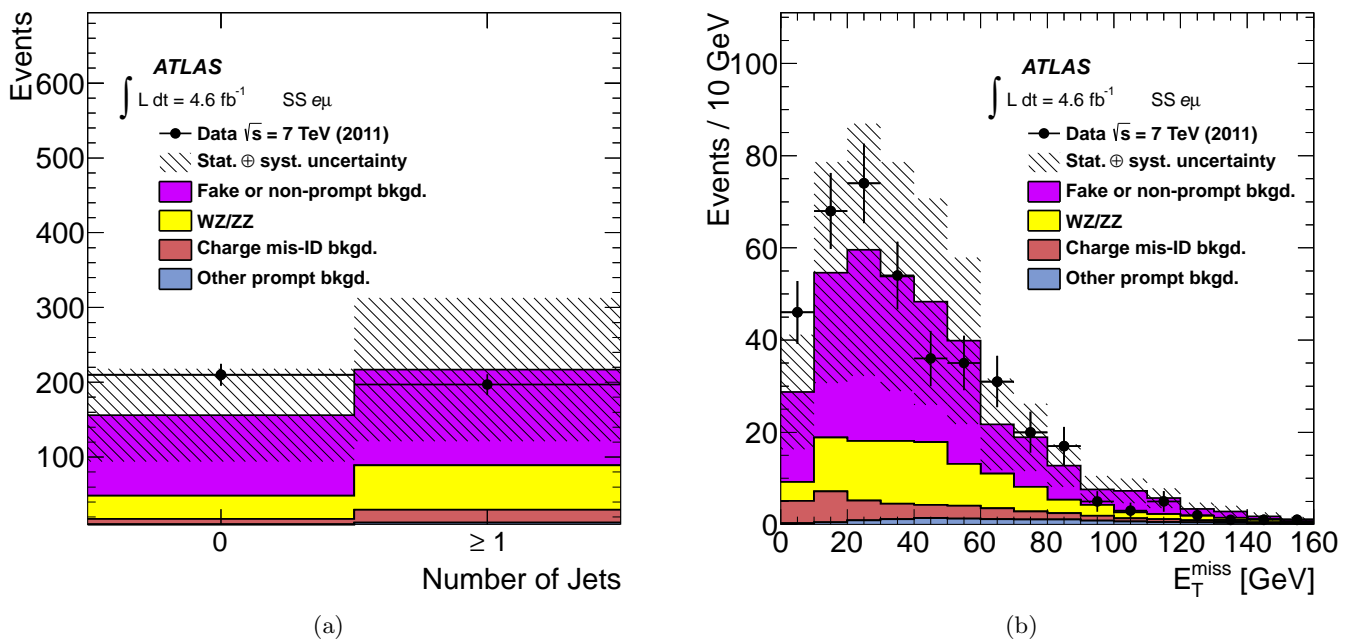 Events
600
500
400
300
200
100
ATLAS
∫ L dt = 4.6 fb⁻¹ SS eμ
Data √s = 7 TeV (2011)
Stat. ⊕ syst. uncertainty
Fake or non-prompt bkgd.
WZ/ZZ
Charge mis-ID bkgd.
Other prompt bkgd.
0 ≥ 1
Number of Jets
(a)
Events / 10 GeV
100
80
60
40
20
0
ATLAS
∫ L dt = 4.6 fb⁻¹ SS eμ
Data √s = 7 TeV (2011)
Stat. ⊕ syst. uncertainty
Fake or non-prompt bkgd.
WZ/ZZ
Charge mis-ID bkgd.
Other prompt bkgd.
0 20 40 60 80 100 120 140 160
E_T^miss [GeV]
(b)